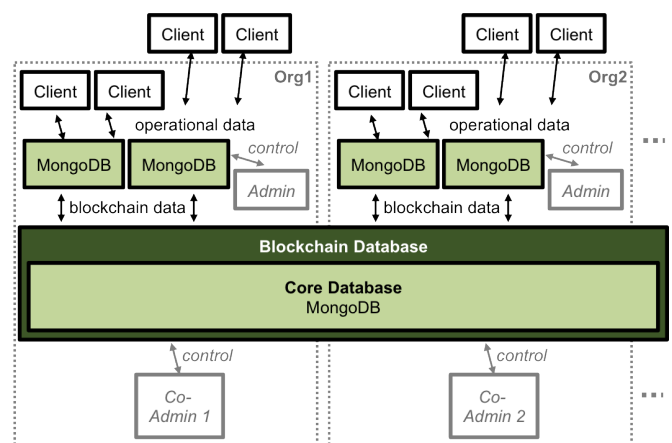 Client Client
Client Client
Org1
Client Client
Org2
Client Client
operational data
operational data
MongoDB MongoDB
control
Admin
MongoDB MongoDB
control
Admin
blockchain data
blockchain data
Blockchain Database
Core Database
MongoDB
control
control
Co-
Admin 1
Co-
Admin 2